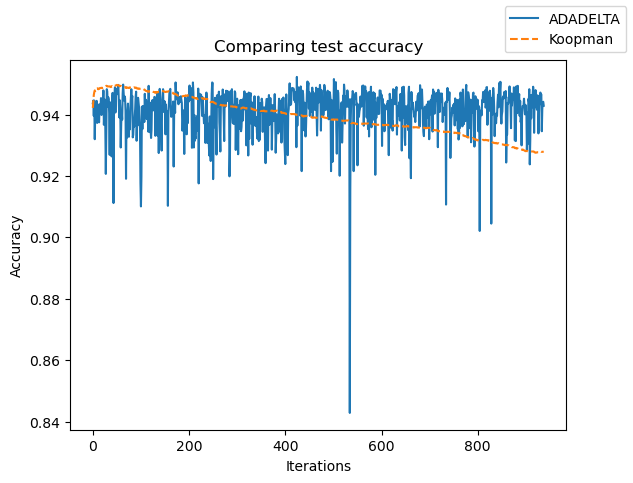 ADADELTA
Koopman
Comparing test accuracy
0.94
0.92
0.90
0.88
0.86
0.84
Accuracy
0 200 400 600 800
Iterations